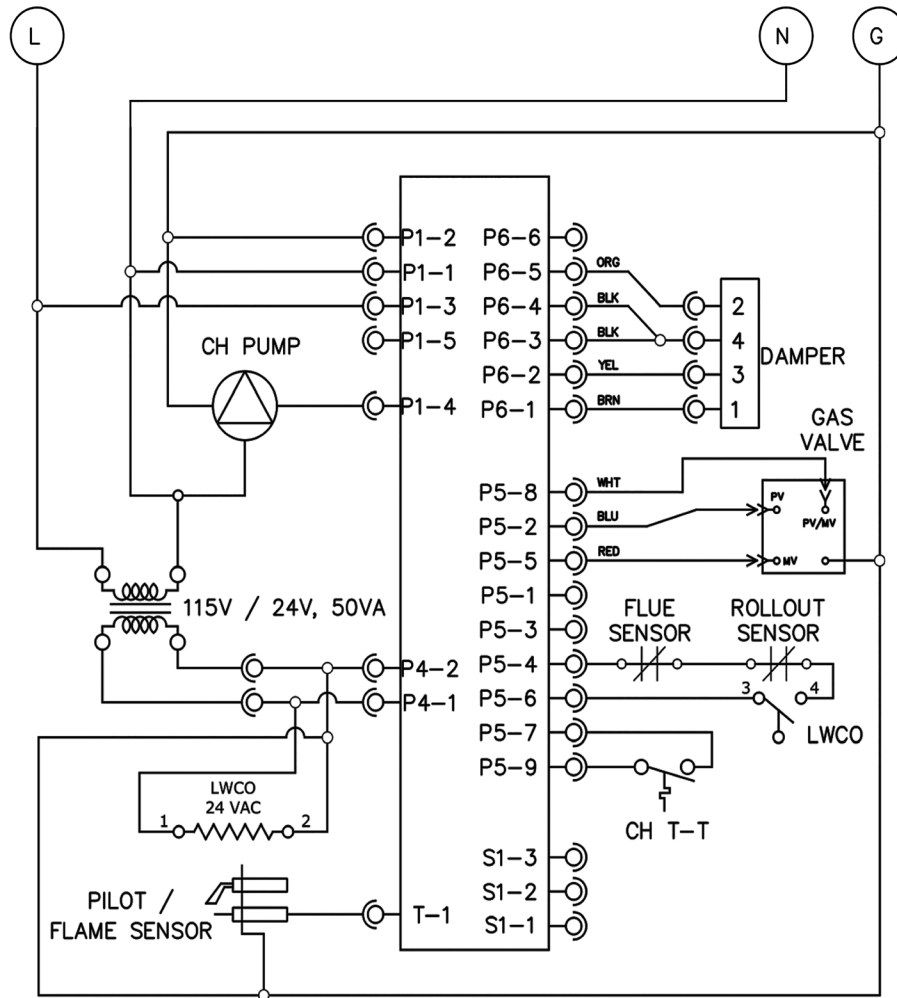 L
N
G
P1-2
P6-6
P1-1
P6-5
ORG
P1-3
P6-4
BLK
2
P1-5
P6-3
BLK
4
CH PUMP
DAMPER
P6-2
YEL
3
P1-4
P6-1
BRN
1
GAS
VALVE
P5-8
WHT
PV
PV/MV
P5-2
BLU
P5-5
RED
MV
P5-1
115V / 24V, 50VA
FLUE
SENSOR
ROLLOUT
SENSOR
P5-3
P4-2
P5-4
P4-1
P5-6
3
4
LWCO
P5-7
P5-9
CH T-T
LWCO
24 VAC
1
2
S1-3
S1-2
S1-1
PILOT /
FLAME SENSOR
T-1